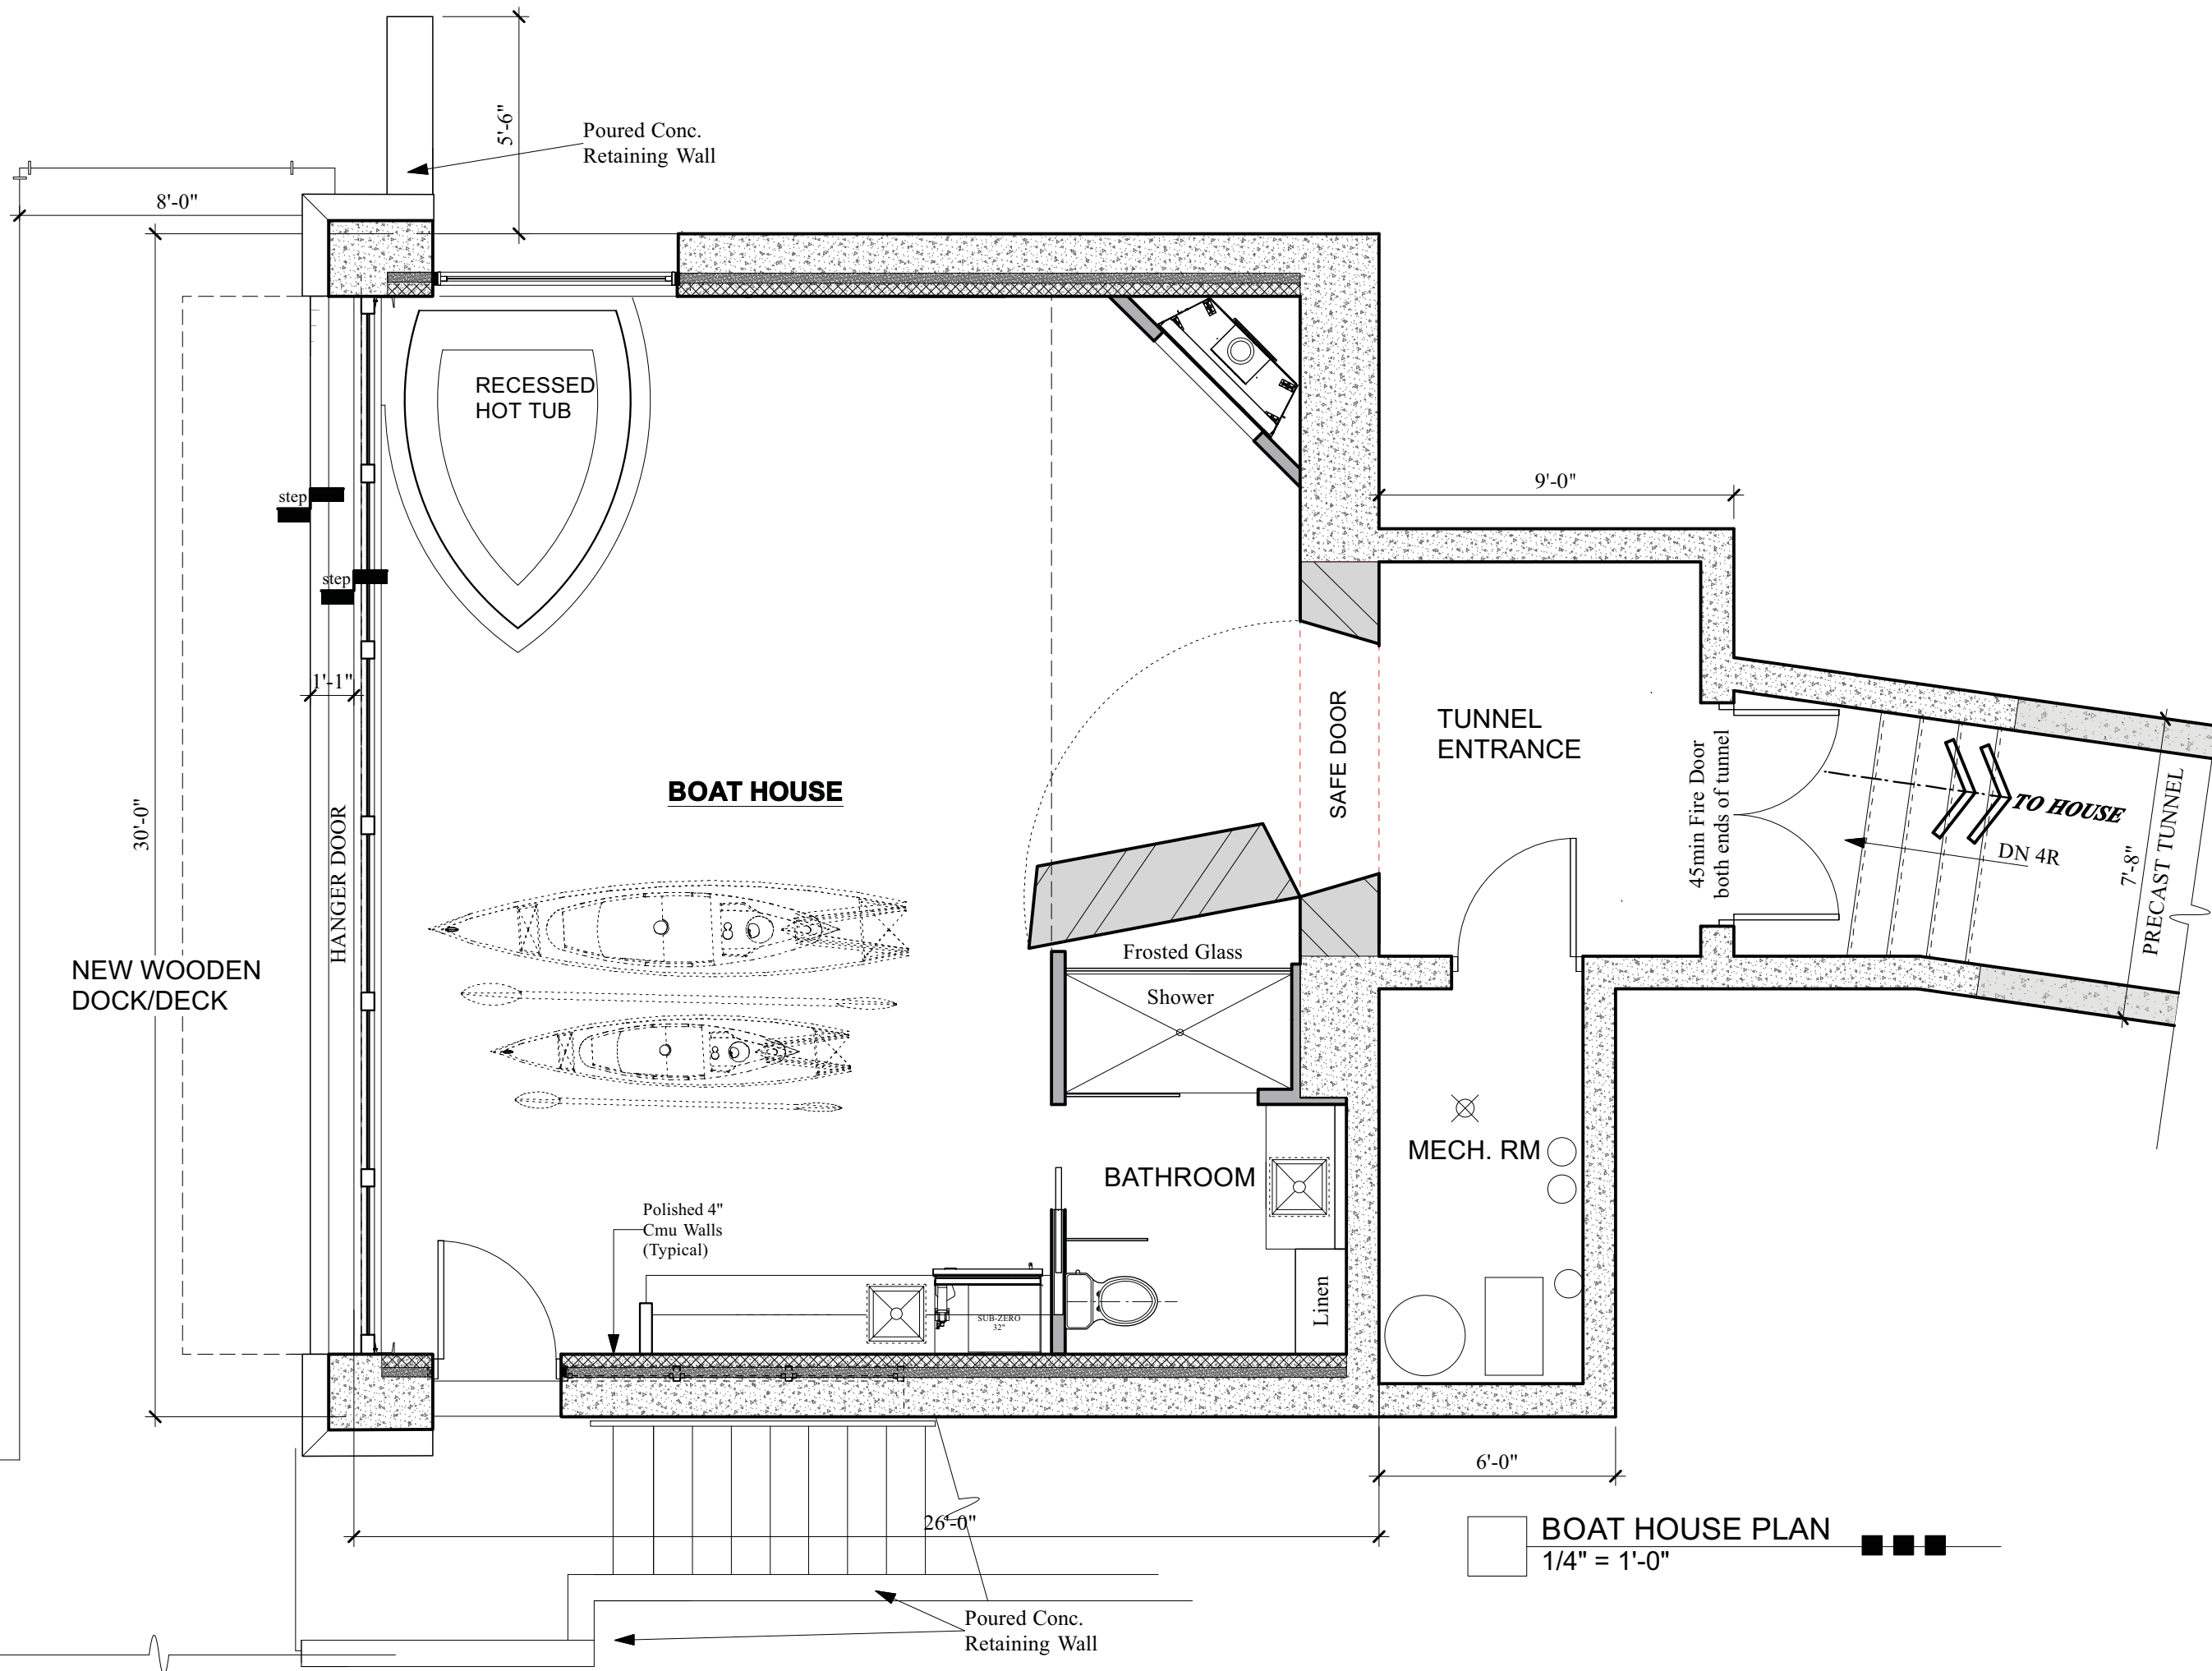 5'-6"
Poured Conc.
Retaining Wall
8'-0"
RECESSED
HOT TUB
9'-0"
step
step
1'-1"
TUNNEL
ENTRANCE
SAFE DOOR
45min Fire Door
both ends of tunnel
TO HOUSE
DN 4R
7'-8"
PRECAST TUNNEL
BOAT HOUSE
30'-0"
HANGER DOOR
NEW WOODEN
DOCK/DECK
Frosted Glass
Shower
MECH. RM
BATHROOM
Polished 4"
Cmu Walls
(Typical)
SUB-ZERO
32"
Linen
6'-0"
26'-0"
BOAT HOUSE PLAN
1/4" = 1'-0"
Poured Conc.
Retaining Wall